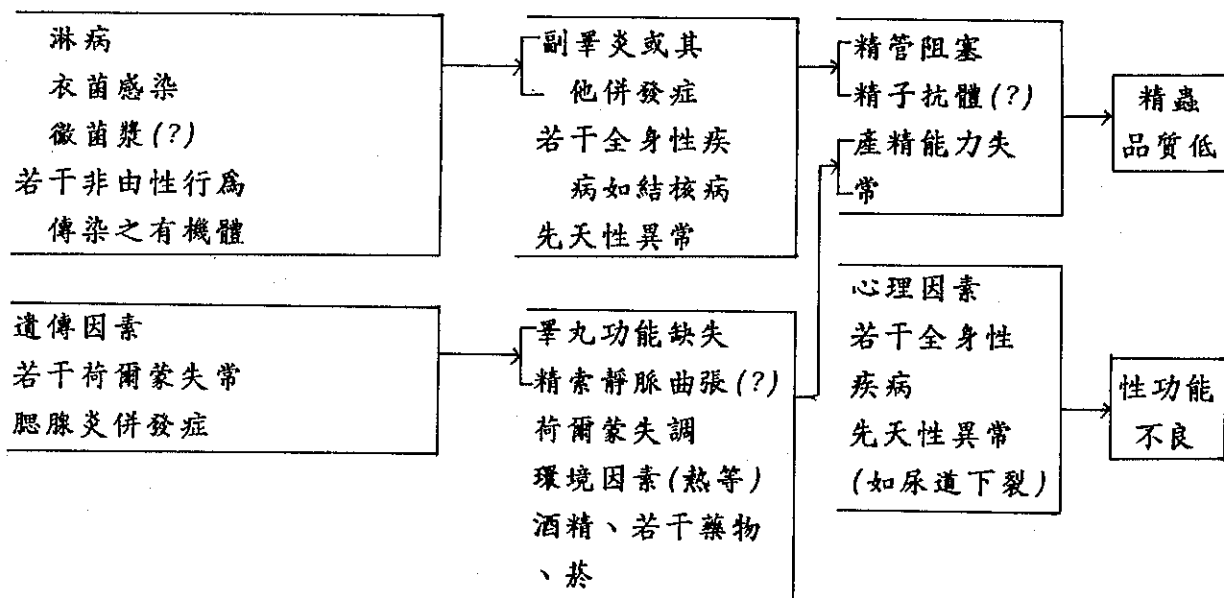 淋病
衣菌感染
黴菌漿(?)
若干非由性行為
傳染之有機體
副睪炎或其
他併發症
若干全身性疾
病如結核病
先天性異常
精管阻塞
精子抗體(?)
產精能力失
常
精蟲
品質低
遺傳因素
若干荷爾蒙失常
腮腺炎併發症
睪丸功能缺失
精索靜脈曲張(?)
荷爾蒙失調
環境因素(熱等)
酒精、若干藥物
、菸
心理因素
若干全身性
疾病
先天性異常
(如尿道下裂)
性功能
不良